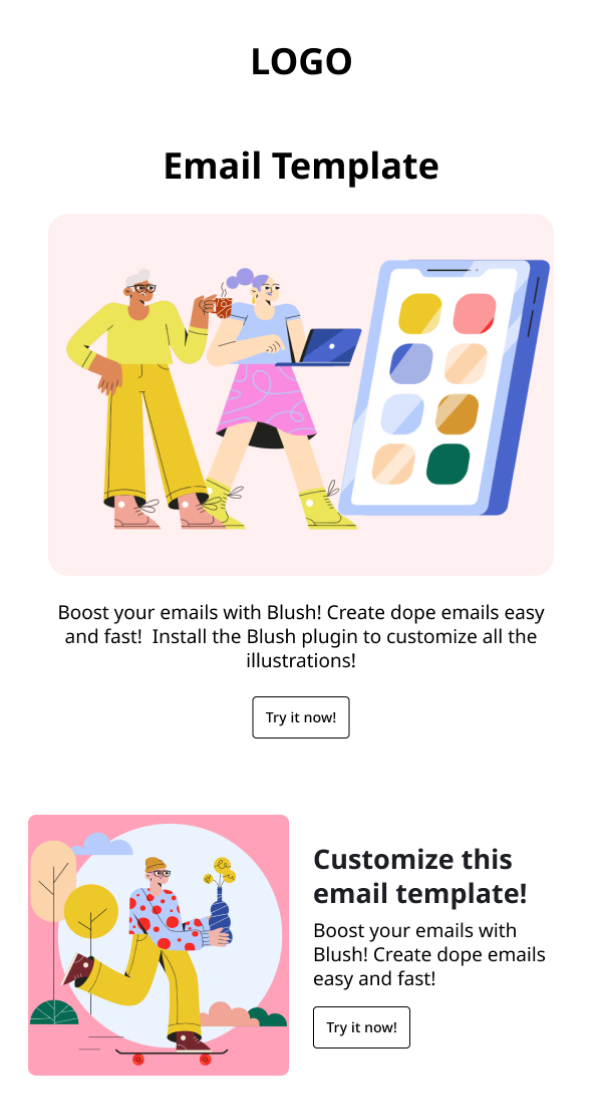 LOGO
Email Template
Boost your emails with Blush! Create dope emails easy
and fast!  Install the Blush plugin to customize all the
illustrations!
Try it now!
Customize this
email template!
Boost your emails with
Blush! Create dope emails
easy and fast!
Try it now!